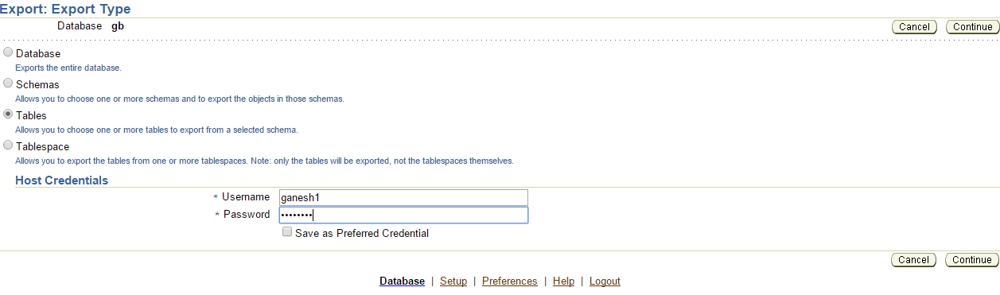 Export: Export Type
Database gb
Cancel Continue
Database
Exports the entire database.
Schemas
Allows you to choose one or more schemas and to export the objects in those schemas.
Tables
Allows you to choose one or more tables to export from a selected schema.
Tablespace
Allows you to export the tables from one or more tablespaces. Note: only the tables will be exported, not the tablespaces themselves.
Host Credentials
* Username ganesh1
* Password ••••••••
Save as Preferred Credential
Cancel Continue
Database | Setup | Preferences | Help | Logout